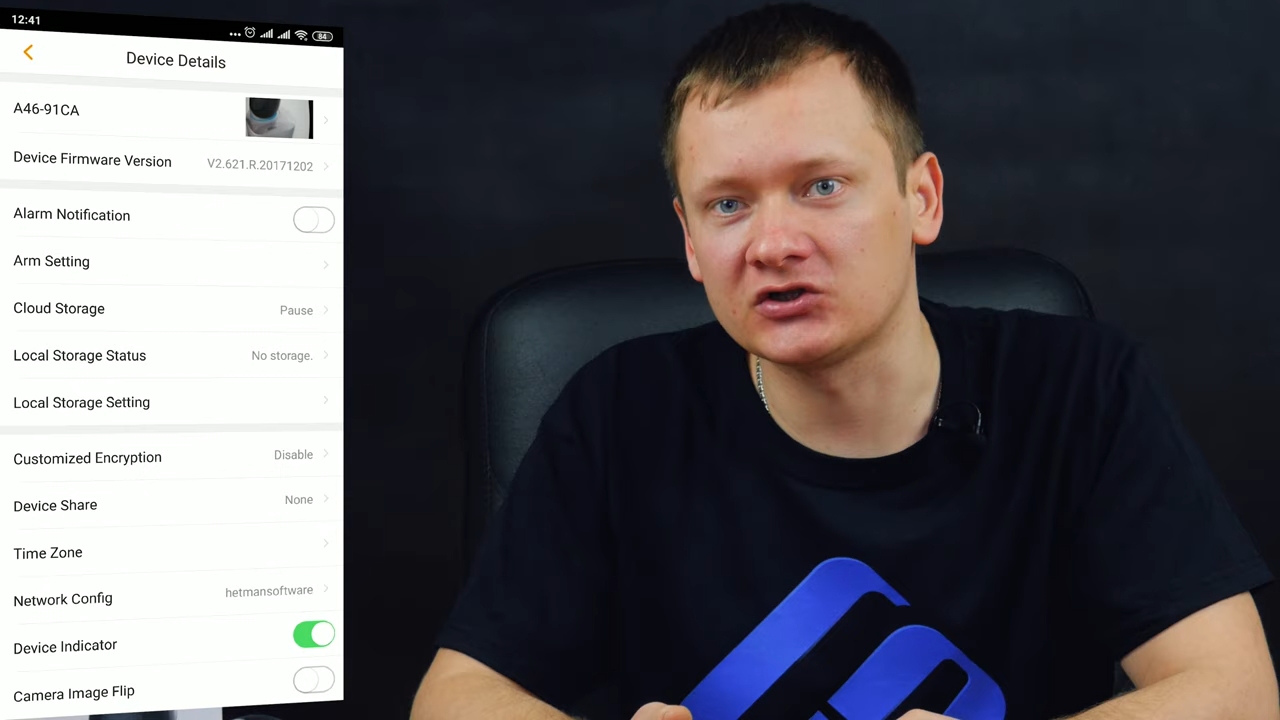 12:41
84
Device Details
A46-91CA
Device Firmware Version V2.621.R.20171202
Alarm Notification
Arm Setting
Cloud Storage Pause
Local Storage Status No storage.
Local Storage Setting
Customized Encryption Disable
Device Share None
Time Zone
Network Config hetmansoftware
Device Indicator
Camera Image Flip